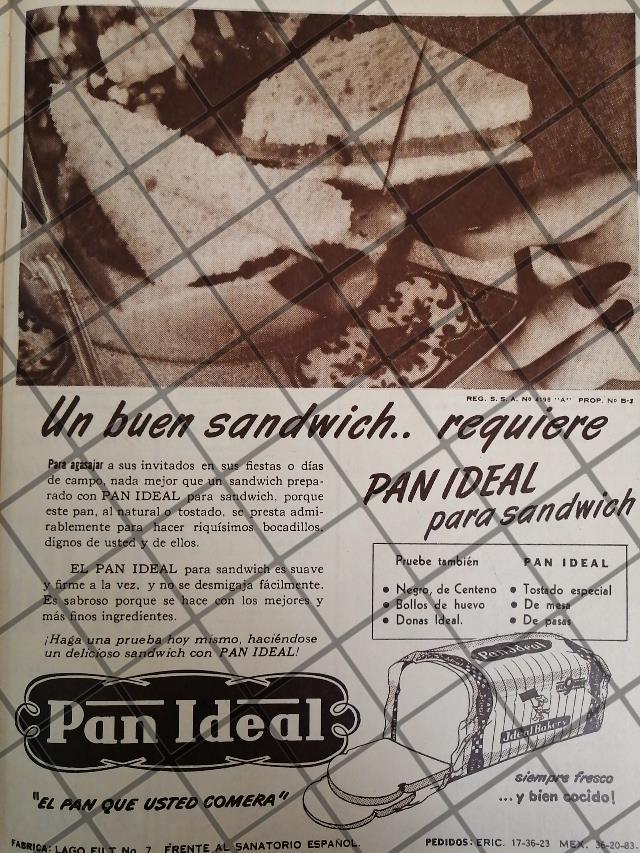 REG. S. S. A. Nº 4198 "A" PROP. Nº B-3
Un buen sandwich.. requiere
PAN IDEAL
para sandwich
Para agasajar a sus invitados en sus fiestas o días
de campo, nada mejor que un sandwich prepa-
rado con PAN IDEAL para sandwich, porque
este pan, al natural o tostado, se presta admi-
rablemente para hacer riquísimos bocadillos,
dignos de usted y de ellos.
EL PAN IDEAL para sandwich es suave
y firme a la vez, y no se desmigaja fácilmente.
Es sabroso porque se hace con los mejores y
más finos ingredientes.
¡Haga una prueba hoy mismo, haciéndose
un delicioso sandwich con PAN IDEAL!
Pruebe también PAN IDEAL
● Negro, de Centeno ● Tostado especial
● Bollos de huevo ● De mesa
● Donas Ideal. ● De pasas
Pan Ideal
Ideal Bakery
Pan Ideal
siempre fresco
...y bien cocido!
"EL PAN QUE USTED COMERA"
FABRICA: LAGO No. 7 FRENTE AL SANATORIO ESPAÑOL. PEDIDOS: ERIC. 17-36-23 MEX. 36-20-83.